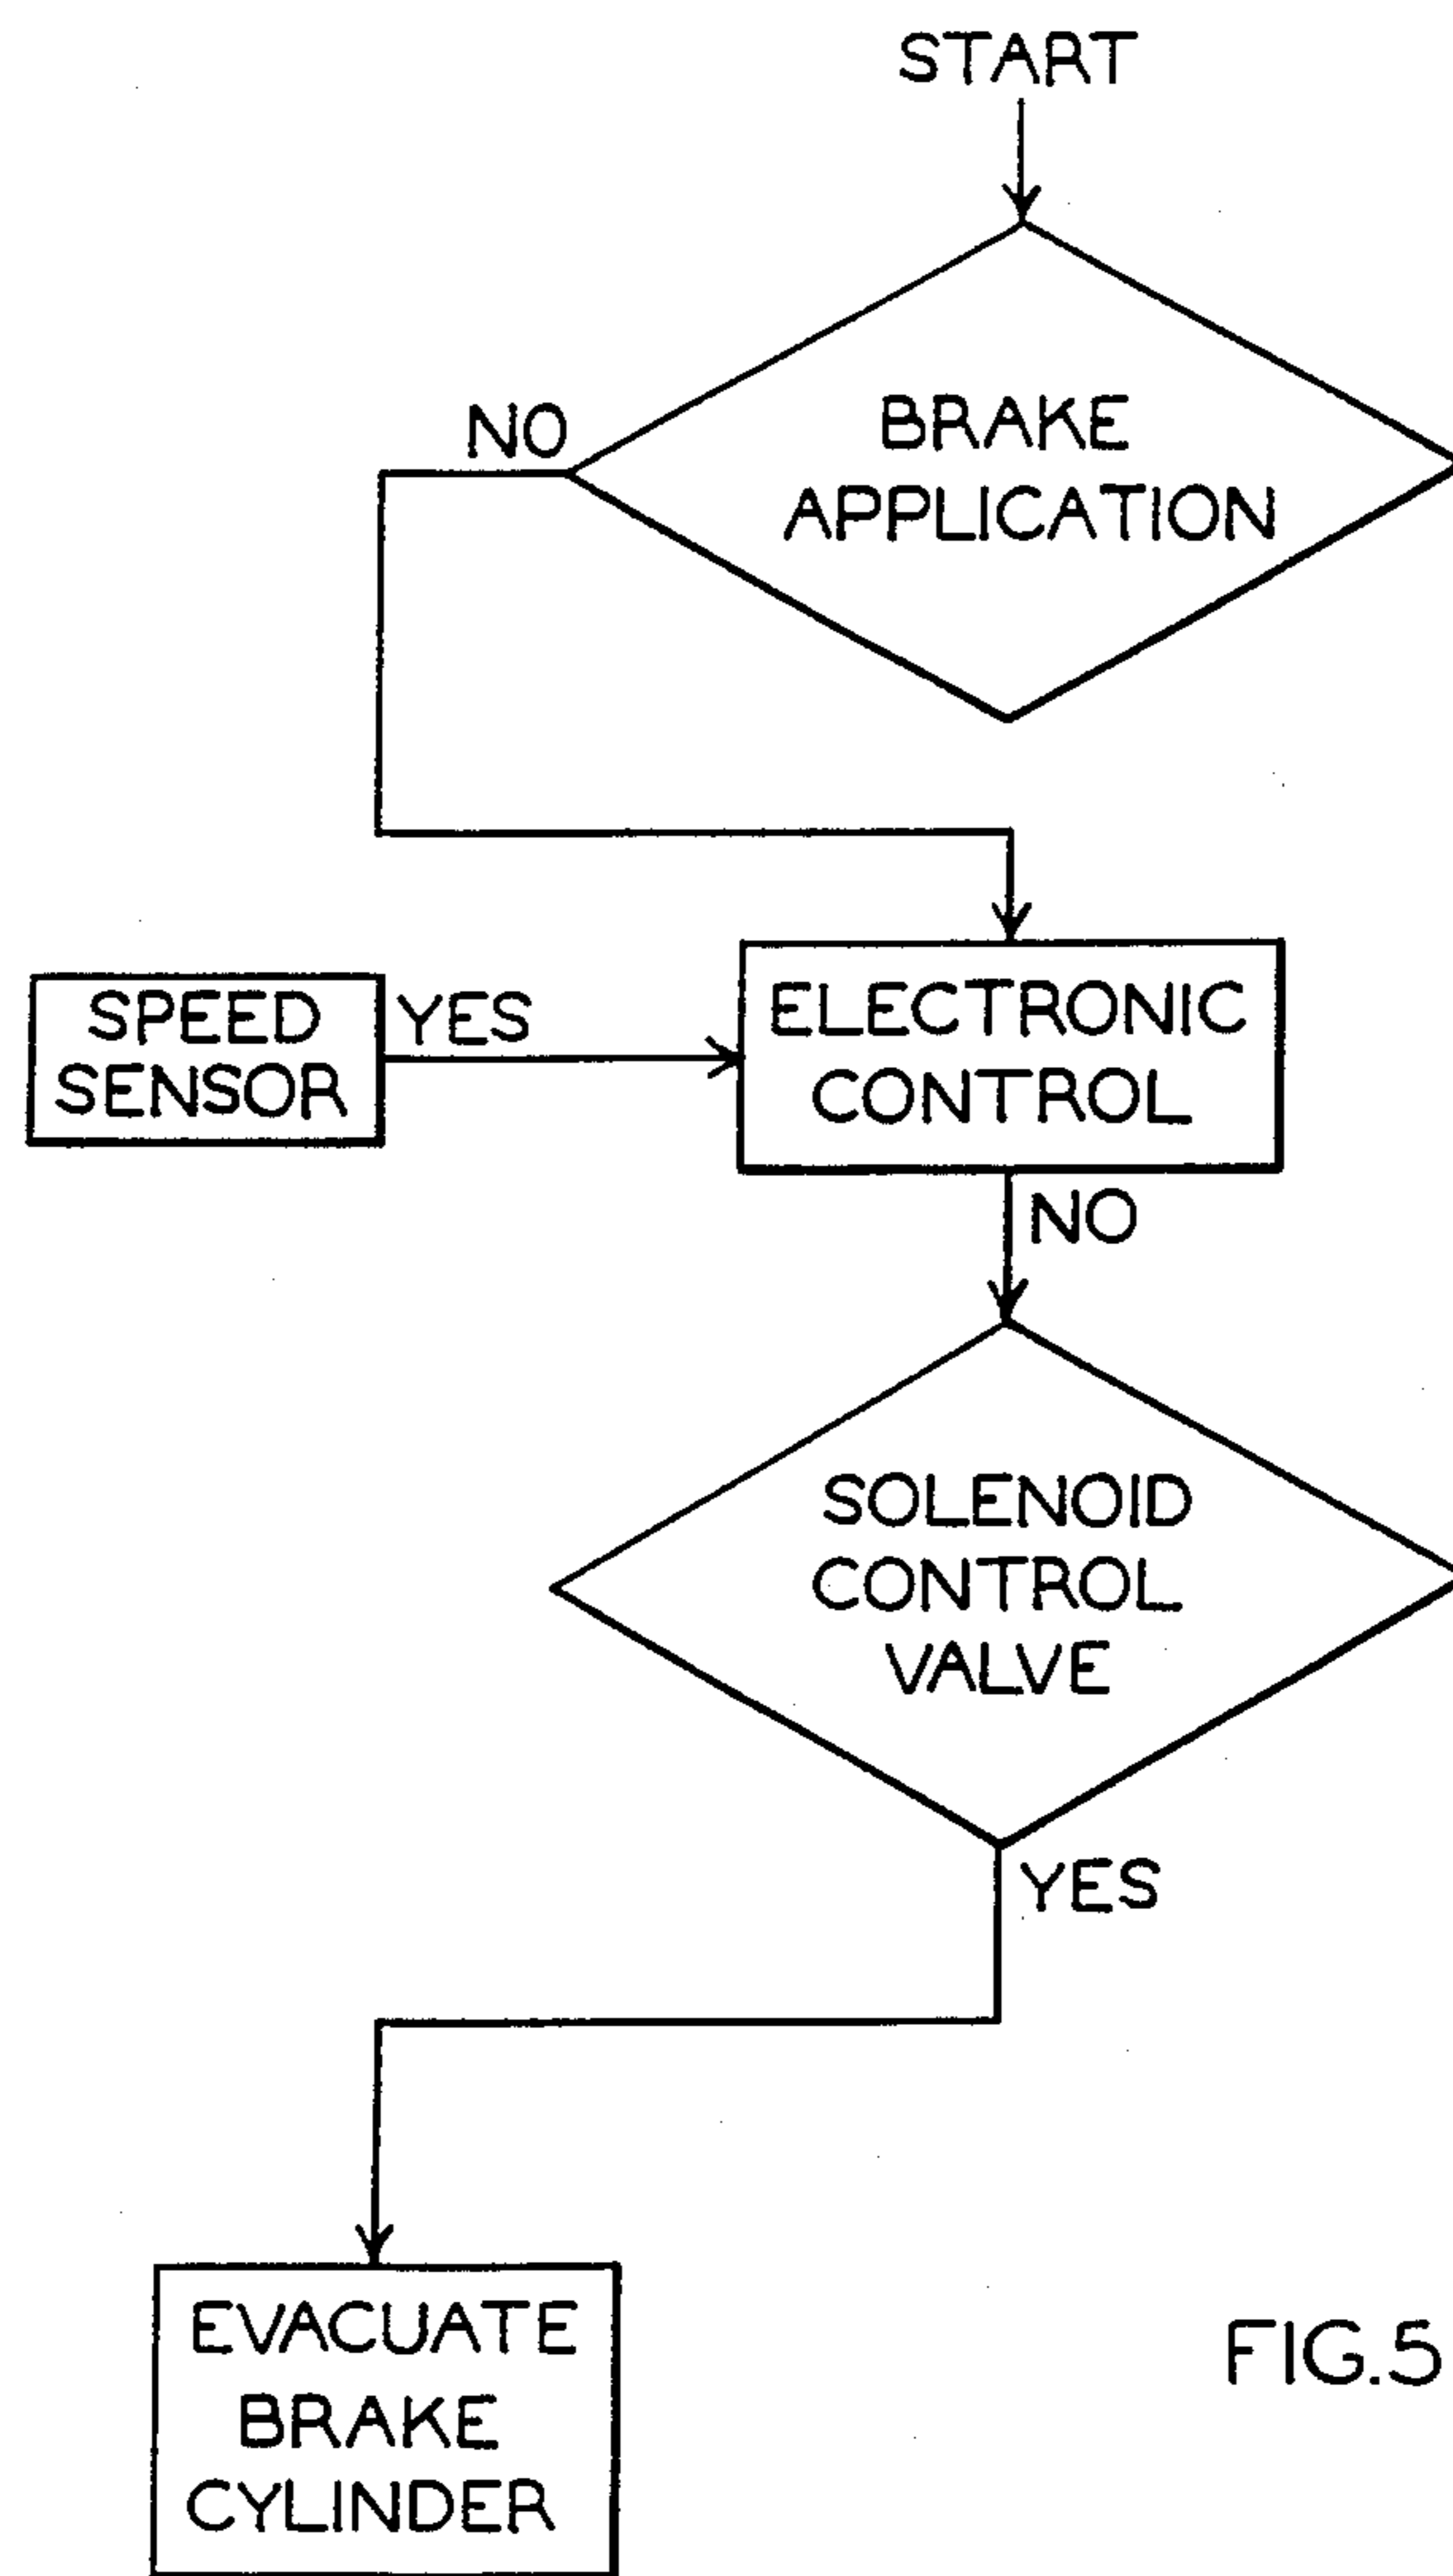 START
NO
BRAKE
APPLICATION
SPEED
SENSOR
YES
ELECTRONIC
CONTROL
NO
SOLENOID
CONTROL
VALVE
YES
EVACUATE
BRAKE
CYLINDER
FIG.5